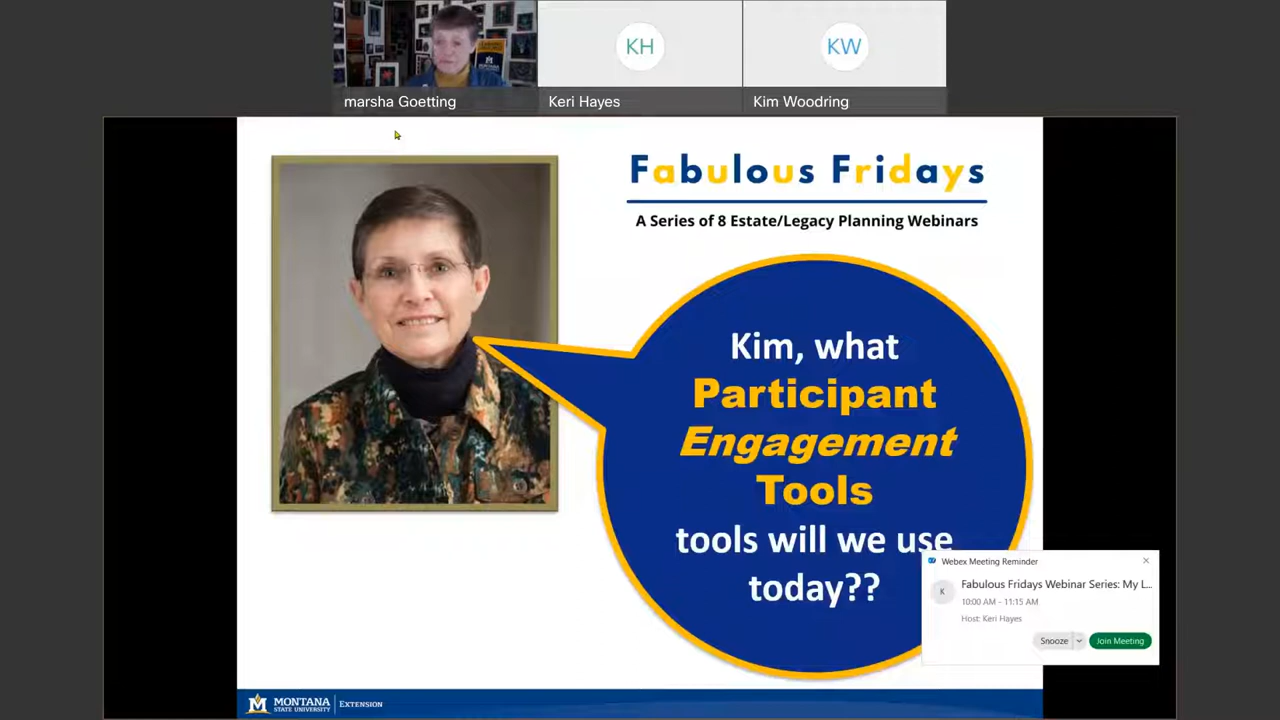 KH
KW
marsha Goetting
Keri Hayes
Kim Woodring
Fabulous Fridays
A Series of 8 Estate/Legacy Planning Webinars
Kim, what
Participant
Engagement
Tools
tools will we use
today??
Webex Meeting Reminder
K
Fabulous Fridays Webinar Series: My L...
10:00 AM - 11:15 AM
Host: Keri Hayes
Snooze
Join Meeting
MONTANA
STATE UNIVERSITY
EXTENSION